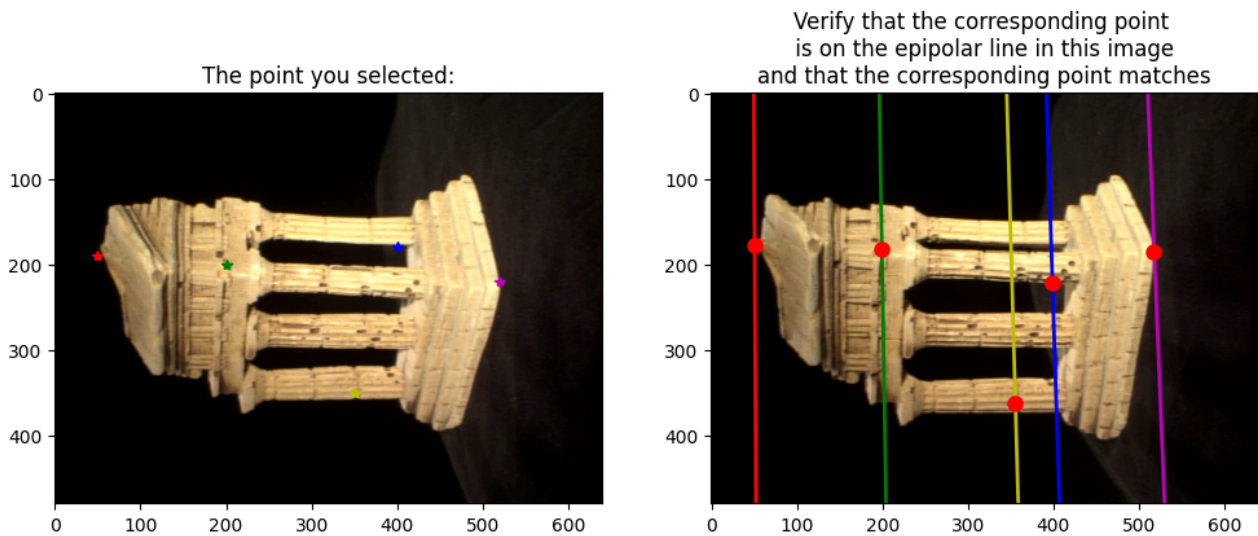 The point you selected:
0
100
200
300
400
0 100 200 300 400 500 600
Verify that the corresponding point
is on the epipolar line in this image
and that the corresponding point matches
0
100
200
300
400
0 100 200 300 400 500 600